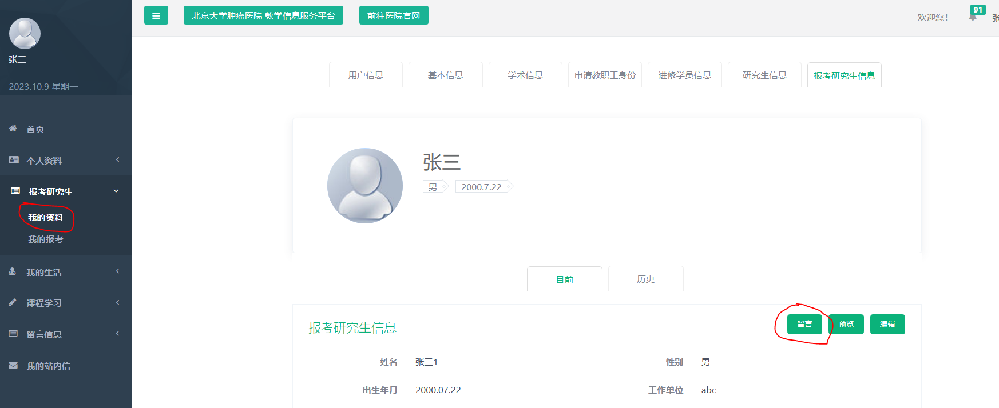 北京大学肿瘤医院 教学信息服务平台
前往医院官网
欢迎您!
91
张三
2023.10.9 星期一
首页
个人资料
报考研究生
我的资料
我的报考
我的生活
课程学习
留言信息
我的站内信
用户信息
基本信息
学术信息
申请教职工身份
进修学员信息
研究生信息
报考研究生信息
张三
男
2000.7.22
目前
历史
报考研究生信息
留言
预览
编辑
姓名 张三1
性别 男
出生年月 2000.07.22
工作单位 abc